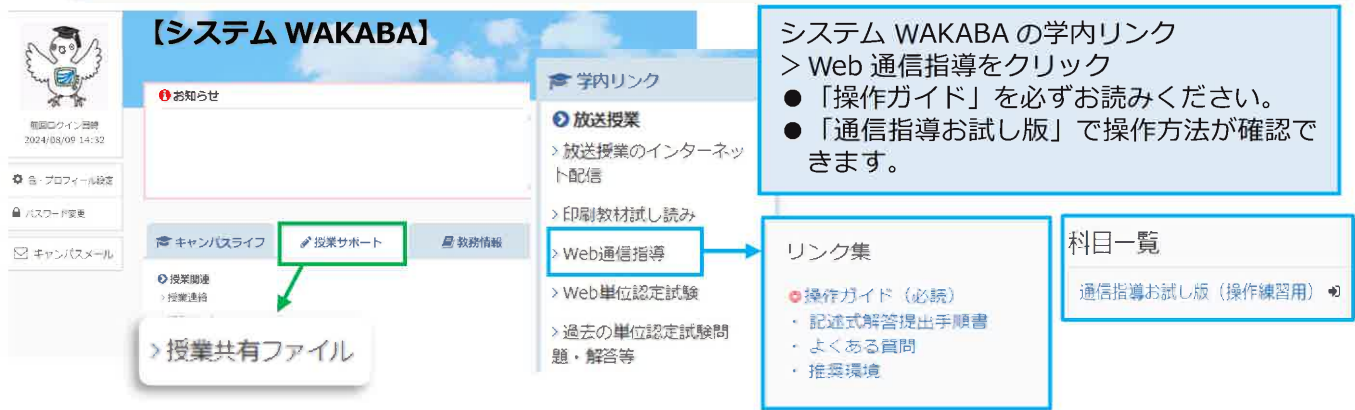 【システム WAKABA】
前回ログイン日時
2024/08/09 14:32
パスワード変更
キャンパスメール
お知らせ
キャンパスライフ
授業サポート
教務情報
授業関連
>授業連絡
>授業共有ファイル
学内リンク
放送授業
>放送授業のインターネッ
ト配信
>印刷教材試し読み
>Web通信指導
>Web単位認定試験
>過去の単位認定試験問
題・解答等
システム WAKABA の学内リンク
>Web 通信指導をクリック
●「操作ガイド」を必ずお読みください。
●「通信指導お試し版」で操作方法が確認で
きます。
リンク集
操作ガイド（必読）
・ 記述式解答提出手順書
・ よくある質問
・ 推奨環境
科目一覧
通信指導お試し版（操作練習用）